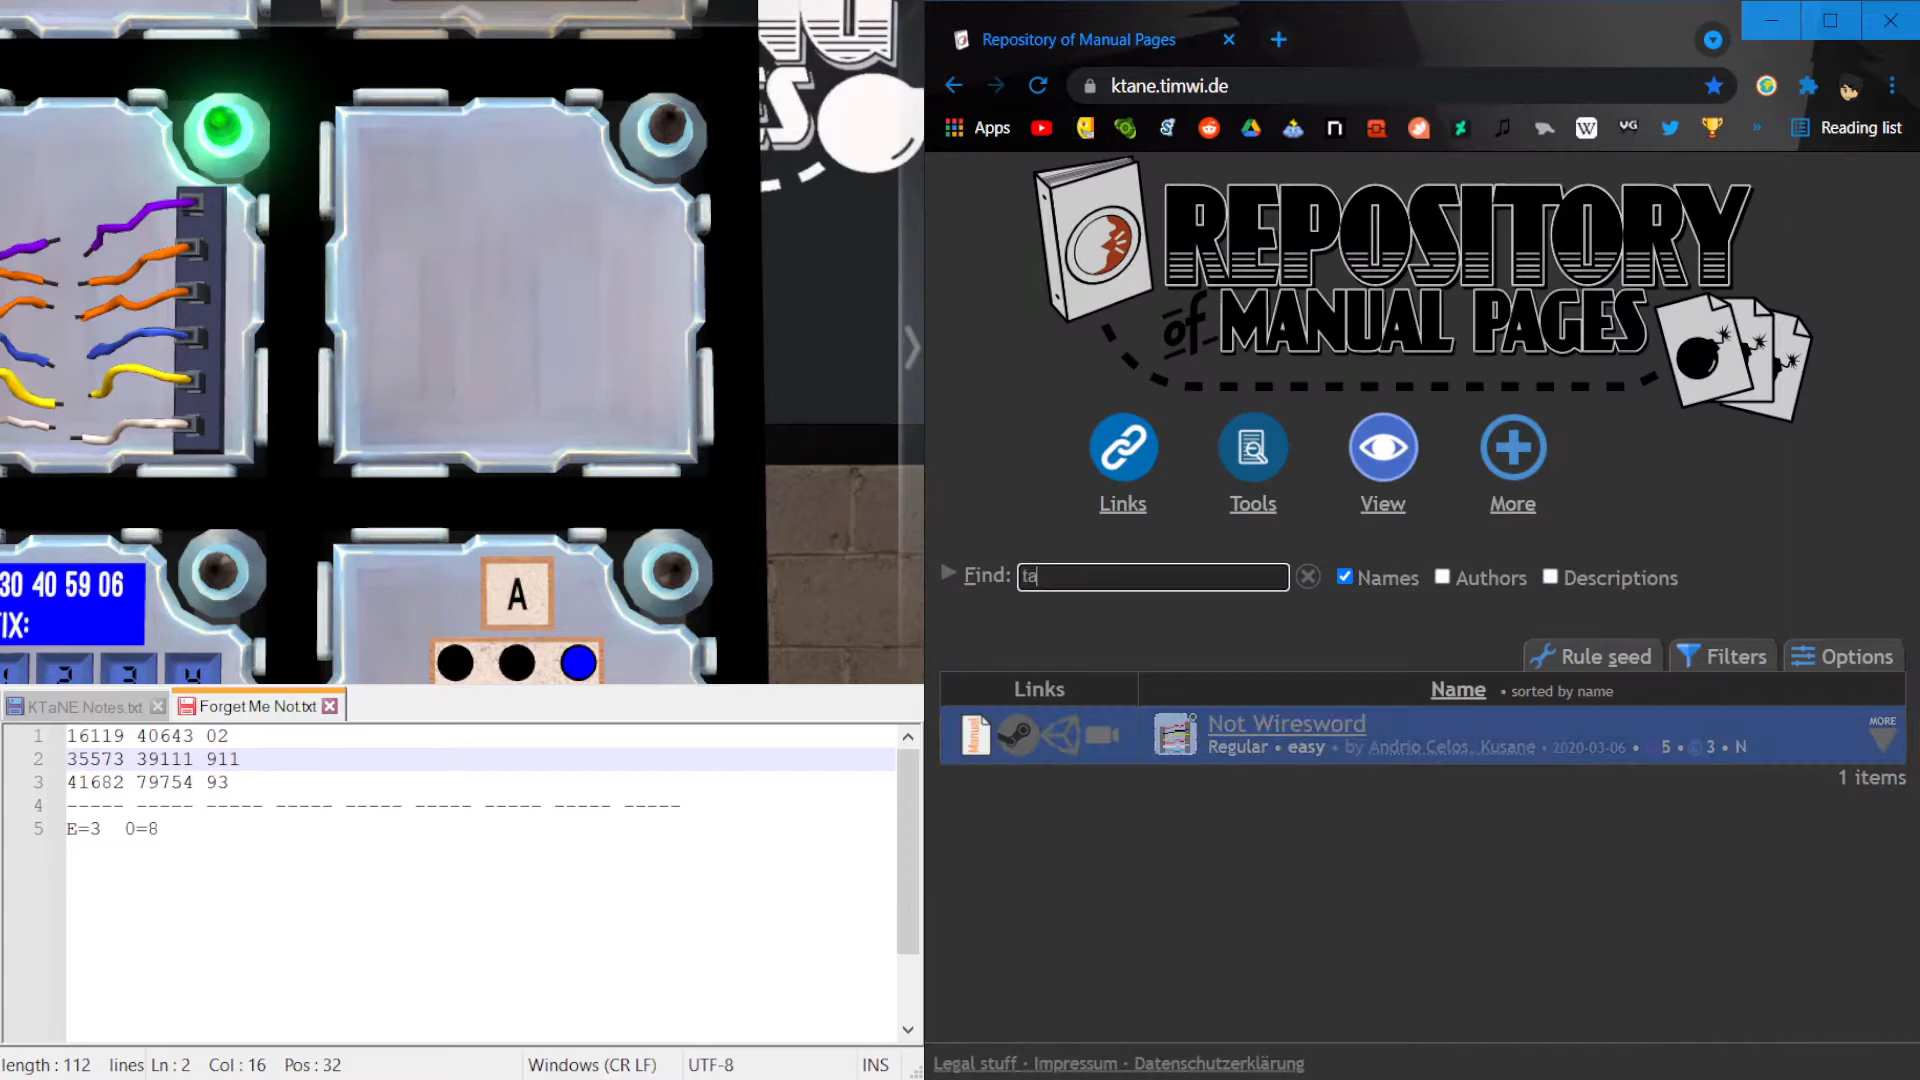 30 40 59 06
IX:
2
3
4
A
KTaNE Notes.txt
Forget Me Not.txt
1 16119 40643 02
2 35573 39111 911
3 41682 79754 93
4 ----- ----- ----- ----- ----- ----- ----- ----- -----
5 E=3 O=8
length : 112 lines Ln : 2 Col : 16 Pos : 32 Windows (CR LF) UTF-8 INS
Repository of Manual Pages
ktane.timwi.de
Apps
Reading list
REPOSITORY
of MANUAL PAGES
Links
Tools
View
More
Find: ta
Names
Authors
Descriptions
Rule seed
Filters
Options
Links
Name • sorted by name
Manual
Not Wiresword
Regular • easy • by Andrio Celos, Kusane • 2020-03-06 • 5 • 3 • N
MORE
1 items
Legal stuff · Impressum · Datenschutzerklärung